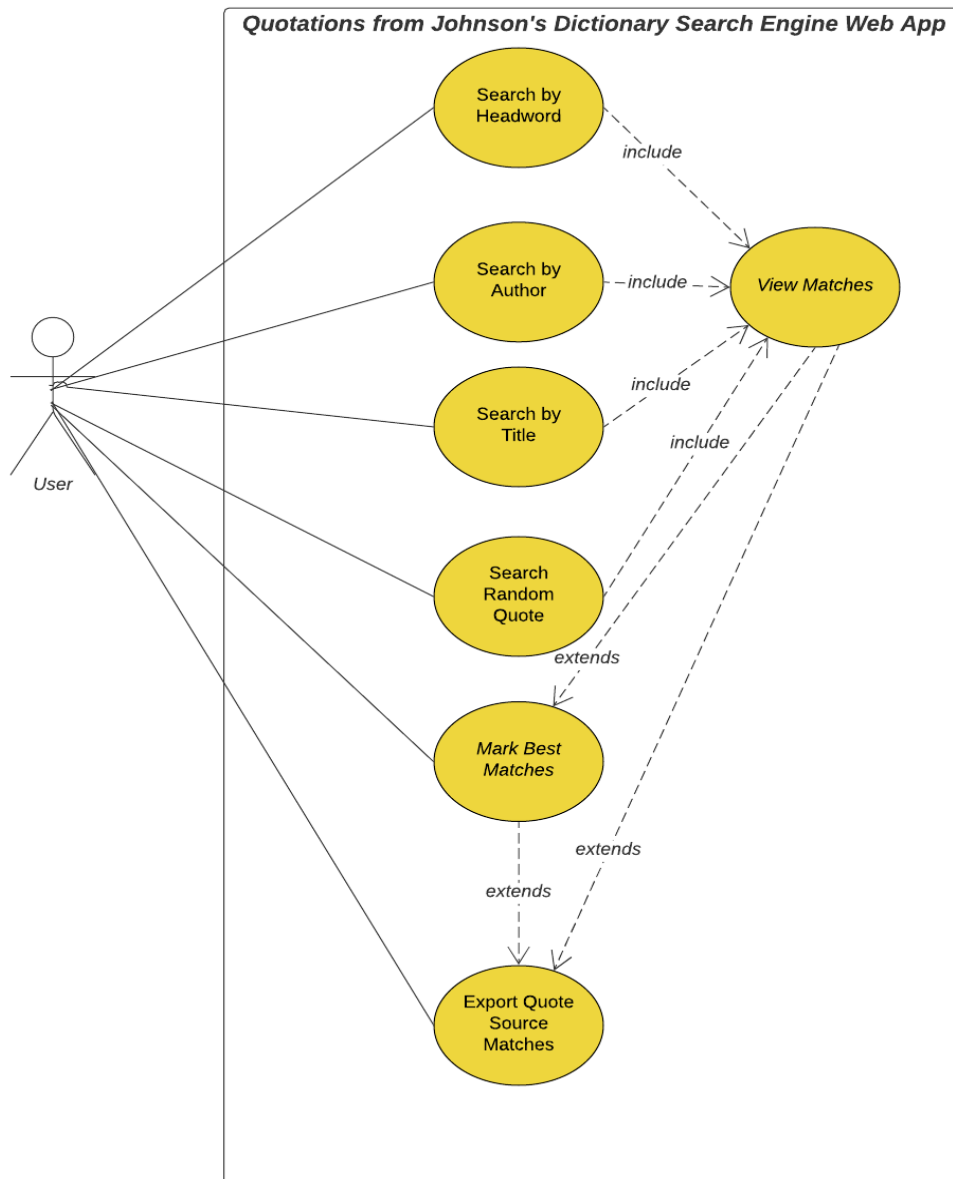 Quotations from Johnson's Dictionary Search Engine Web App
Search by
Headword
include
Search by
Author
include
View Matches
Search by
Title
include
include
User
Search
Random
Quote
extends
Mark Best
Matches
extends
extends
Export Quote
Source
Matches